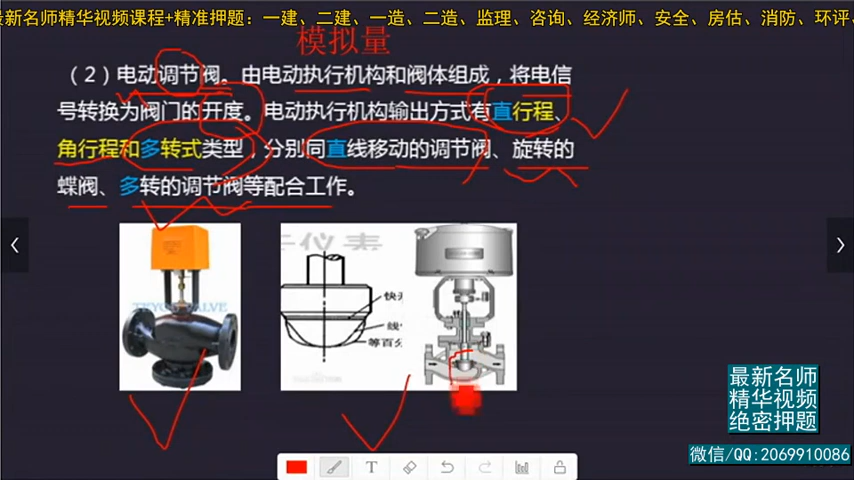 最新名师精华视频课程+精准押题：一建、二建、一造、二造、监理、咨询、经济师、安全、房估、消防、环评、
模拟量
（2）电动调节阀。由电动执行机构和阀体组成，将电信
号转换为阀门的开度。电动执行机构输出方式有直行程、
角行程和多转式类型，分别同直线移动的调节阀、旋转的
蝶阀、多转的调节阀等配合工作。
仪表
快开
线
等百分
最新名师
精华视频
绝密押题
微信/QQ:2069910086
T